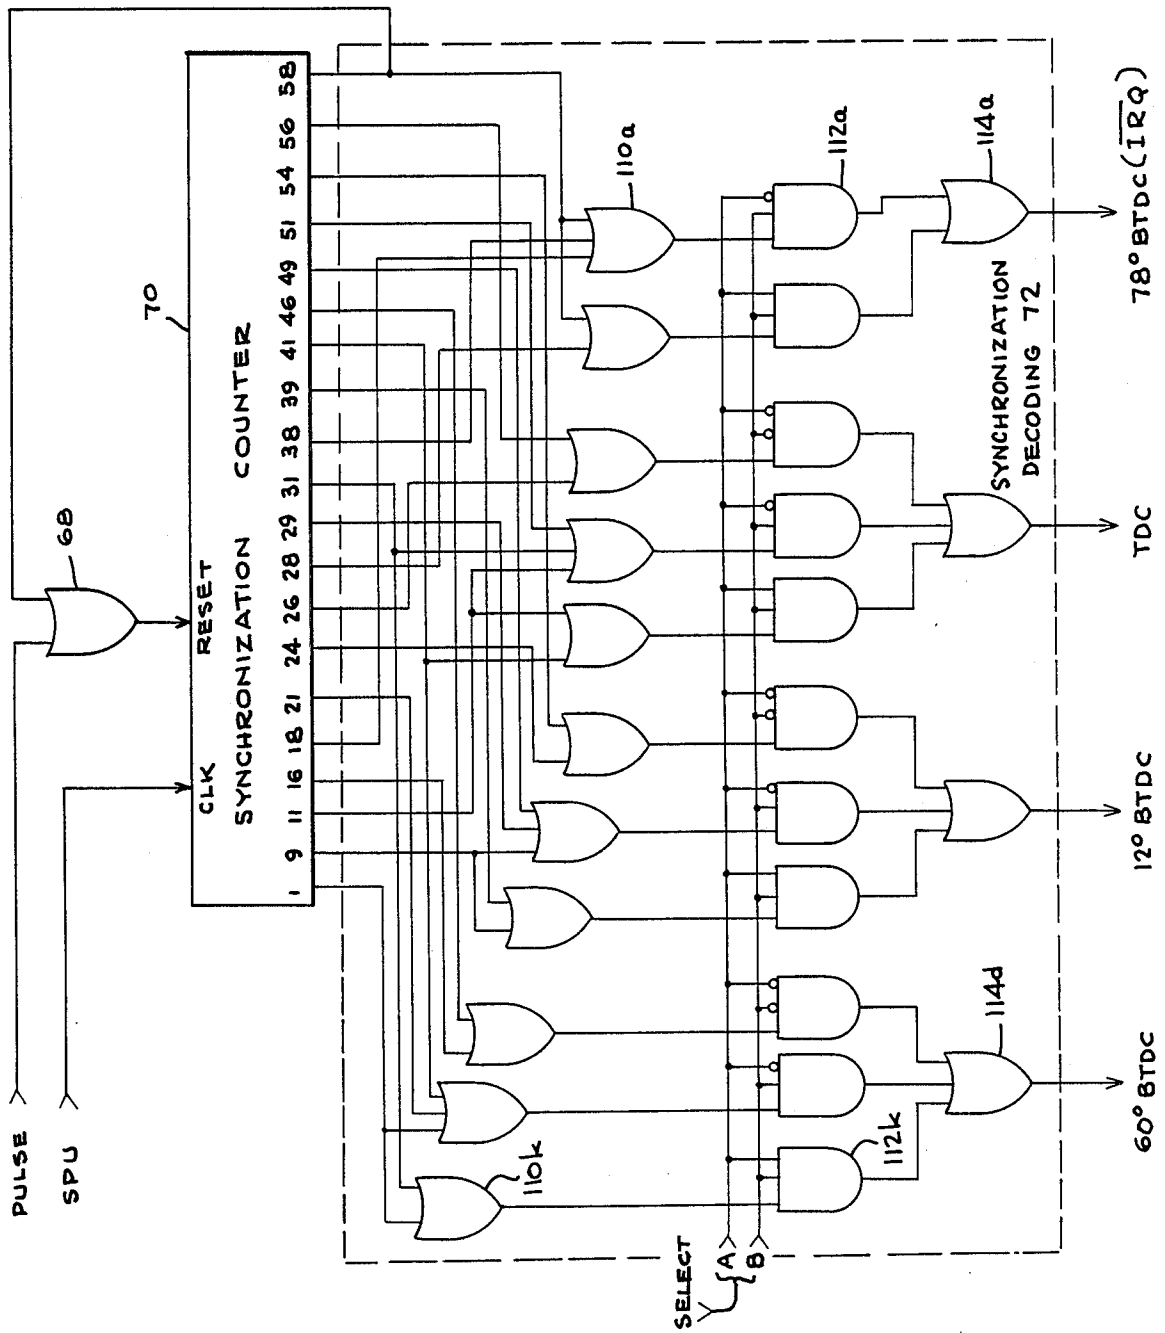 PULSE
SPU
68
70
CLK
RESET
SYNCHRONIZATION COUNTER
1 9 11 16 18 21 24 26 28 29 31 38 39 41 46 49 51 54 56 58
110a
110k
SELECT
A
B
112a
112k
114a
114d
SYNCHRONIZATION
DECODING 72
60° BTDC
12° BTDC
TDC
78° BTDC (IRQ)